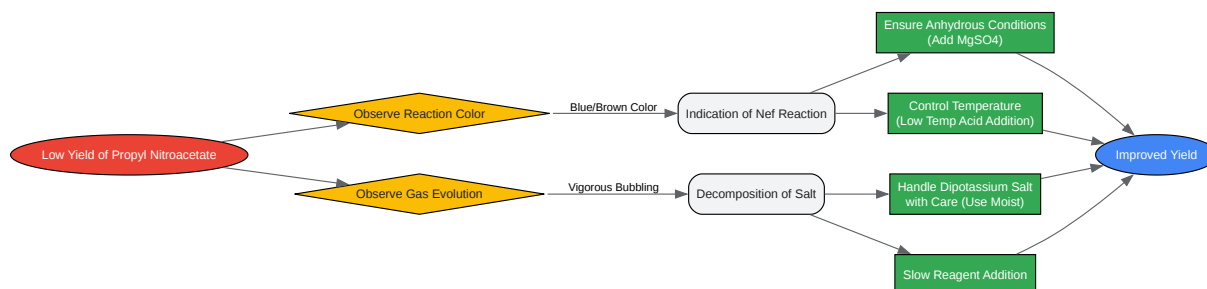 Ensure Anhydrous Conditions
(Add MgSO4)
Observe Reaction Color
Blue/Brown Color
Indication of Nef Reaction
Control Temperature
(Low Temp Acid Addition)
Low Yield of Propyl Nitroacetate
Improved Yield
Observe Gas Evolution
Vigorous Bubbling
Decomposition of Salt
Handle Dipotassium Salt
with Care (Use Moist)
Slow Reagent Addition